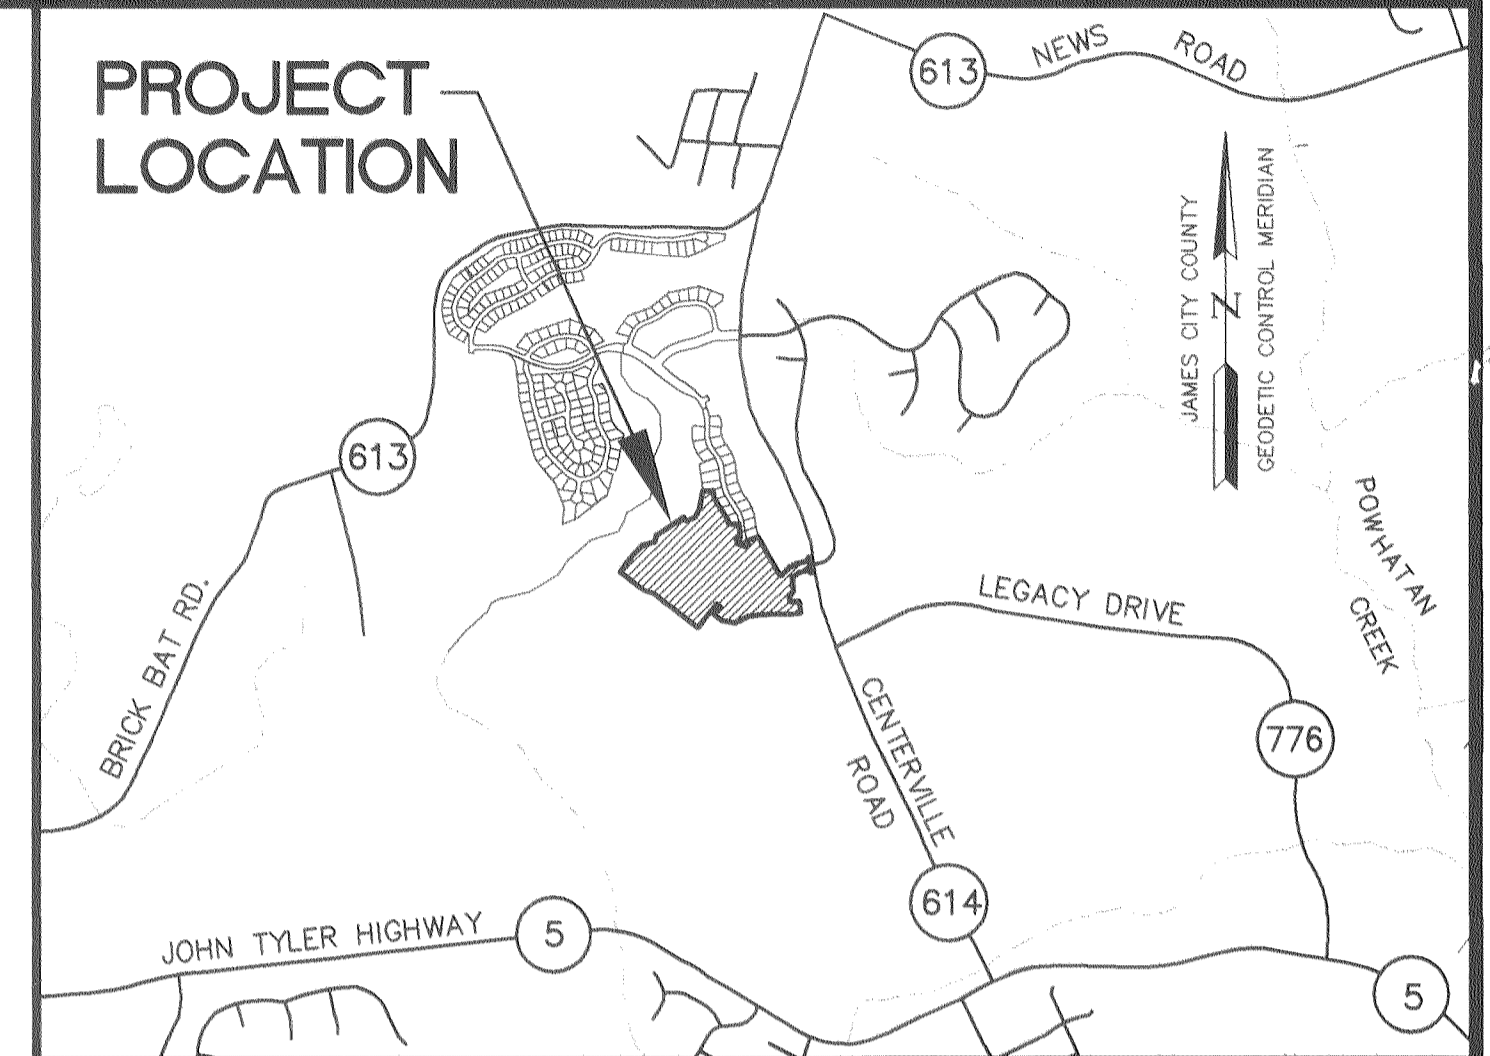 PROJECT
LOCATION
613
NEWS ROAD
JAMES CITY COUNTY
GEODETIC CONTROL MERIDIAN
N
613
BRICK BAT RD.
POWHATAN
CREEK
LEGACY DRIVE
776
CENTERVILLE
ROAD
614
JOHN TYLER HIGHWAY
5
5